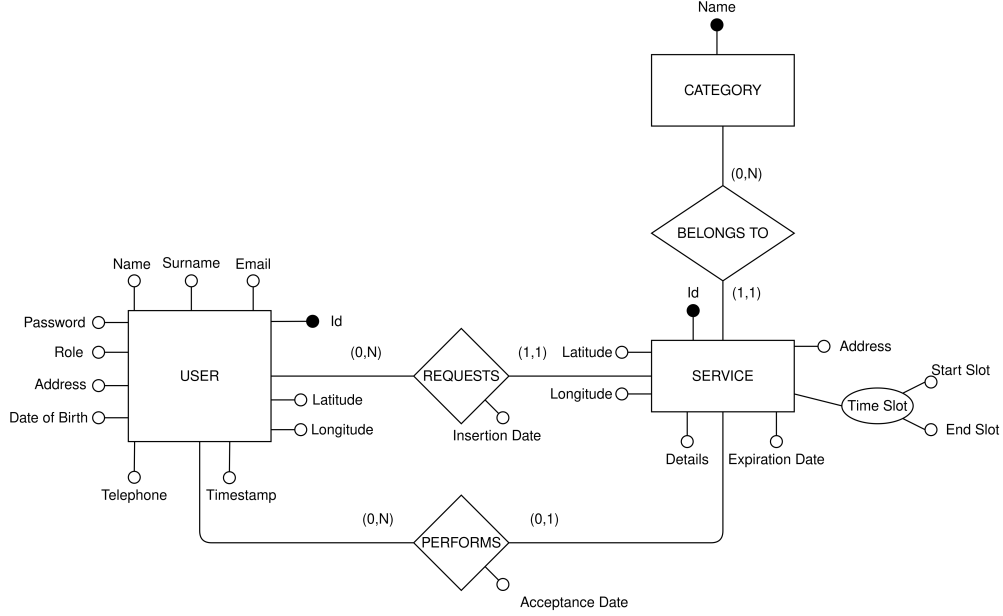 Name
CATEGORY
(0,N)
BELONGS TO
(1,1)
Name
Surname
Email
Password
Id
Role
Address
Date of Birth
USER
Latitude
Longitude
Telephone
Timestamp
(0,N)
REQUESTS
(1,1)
Insertion Date
Id
Latitude
Longitude
SERVICE
Address
Time Slot
Start Slot
End Slot
Details
Expiration Date
(0,N)
PERFORMS
(0,1)
Acceptance Date